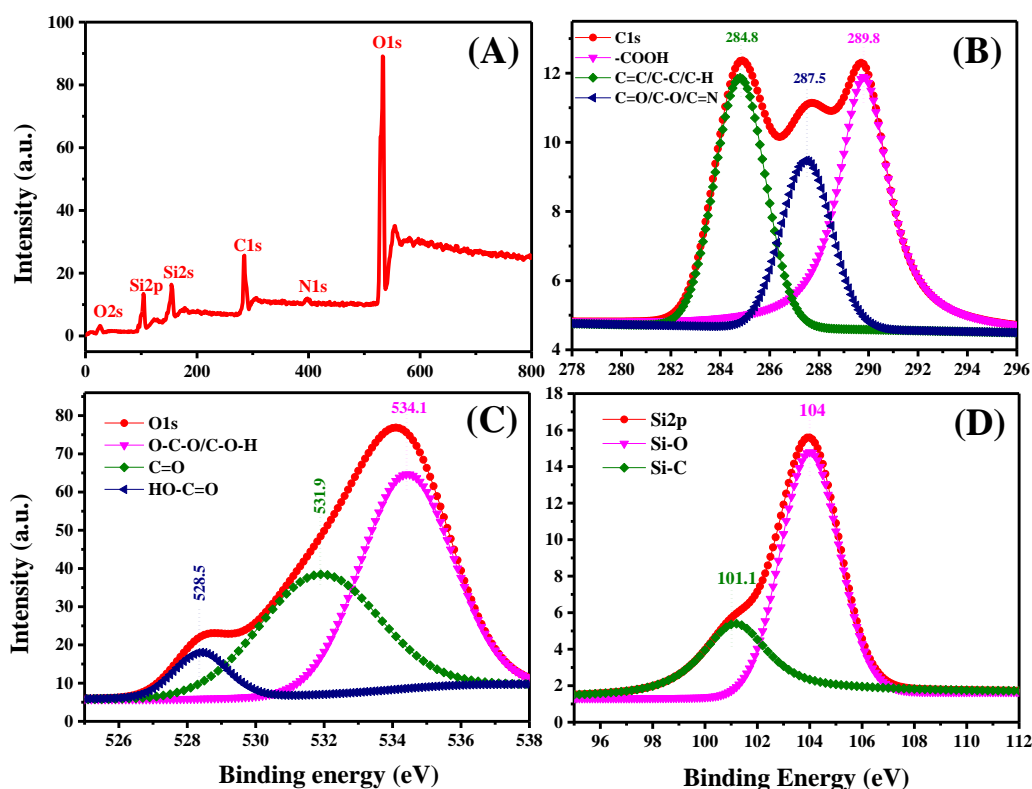 (A)
Intensity (a.u.)
100
80
60
40
20
0
0
200
400
600
800
O2s
Si2p
Si2s
C1s
N1s
O1s
(B)
C1s
-COOH
C=C/C-C/C-H
C=O/C-O/C=N
284.8
287.5
289.8
12
10
8
6
4
278
280
282
284
286
288
290
292
294
296
(C)
Intensity (a.u.)
O1s
O-C-O/C-O-H
C=O
HO-C=O
528.5
531.9
534.1
80
70
60
50
40
30
20
10
0
526
528
530
532
534
536
538
Binding energy (eV)
(D)
Si2p
Si-O
Si-C
101.1
104
18
16
14
12
10
8
6
4
2
0
96
98
100
102
104
106
108
110
112
Binding Energy (eV)